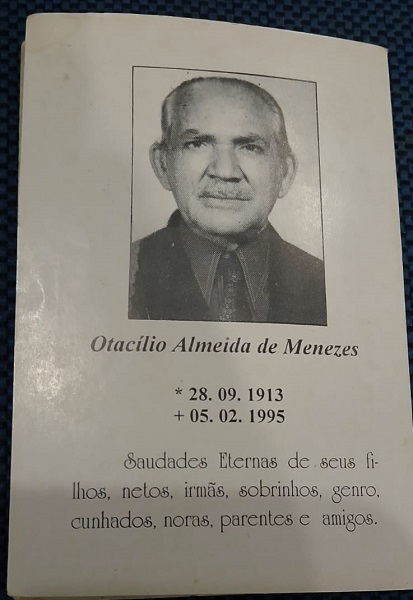 Otacílio Almeida de Menezes
* 28. 09. 1913
+ 05. 02. 1995
Saudades Eternas de seus fi-
lhos, netos, irmãs, sobrinhos, genro,
cunhados, noras, parentes e amigos.